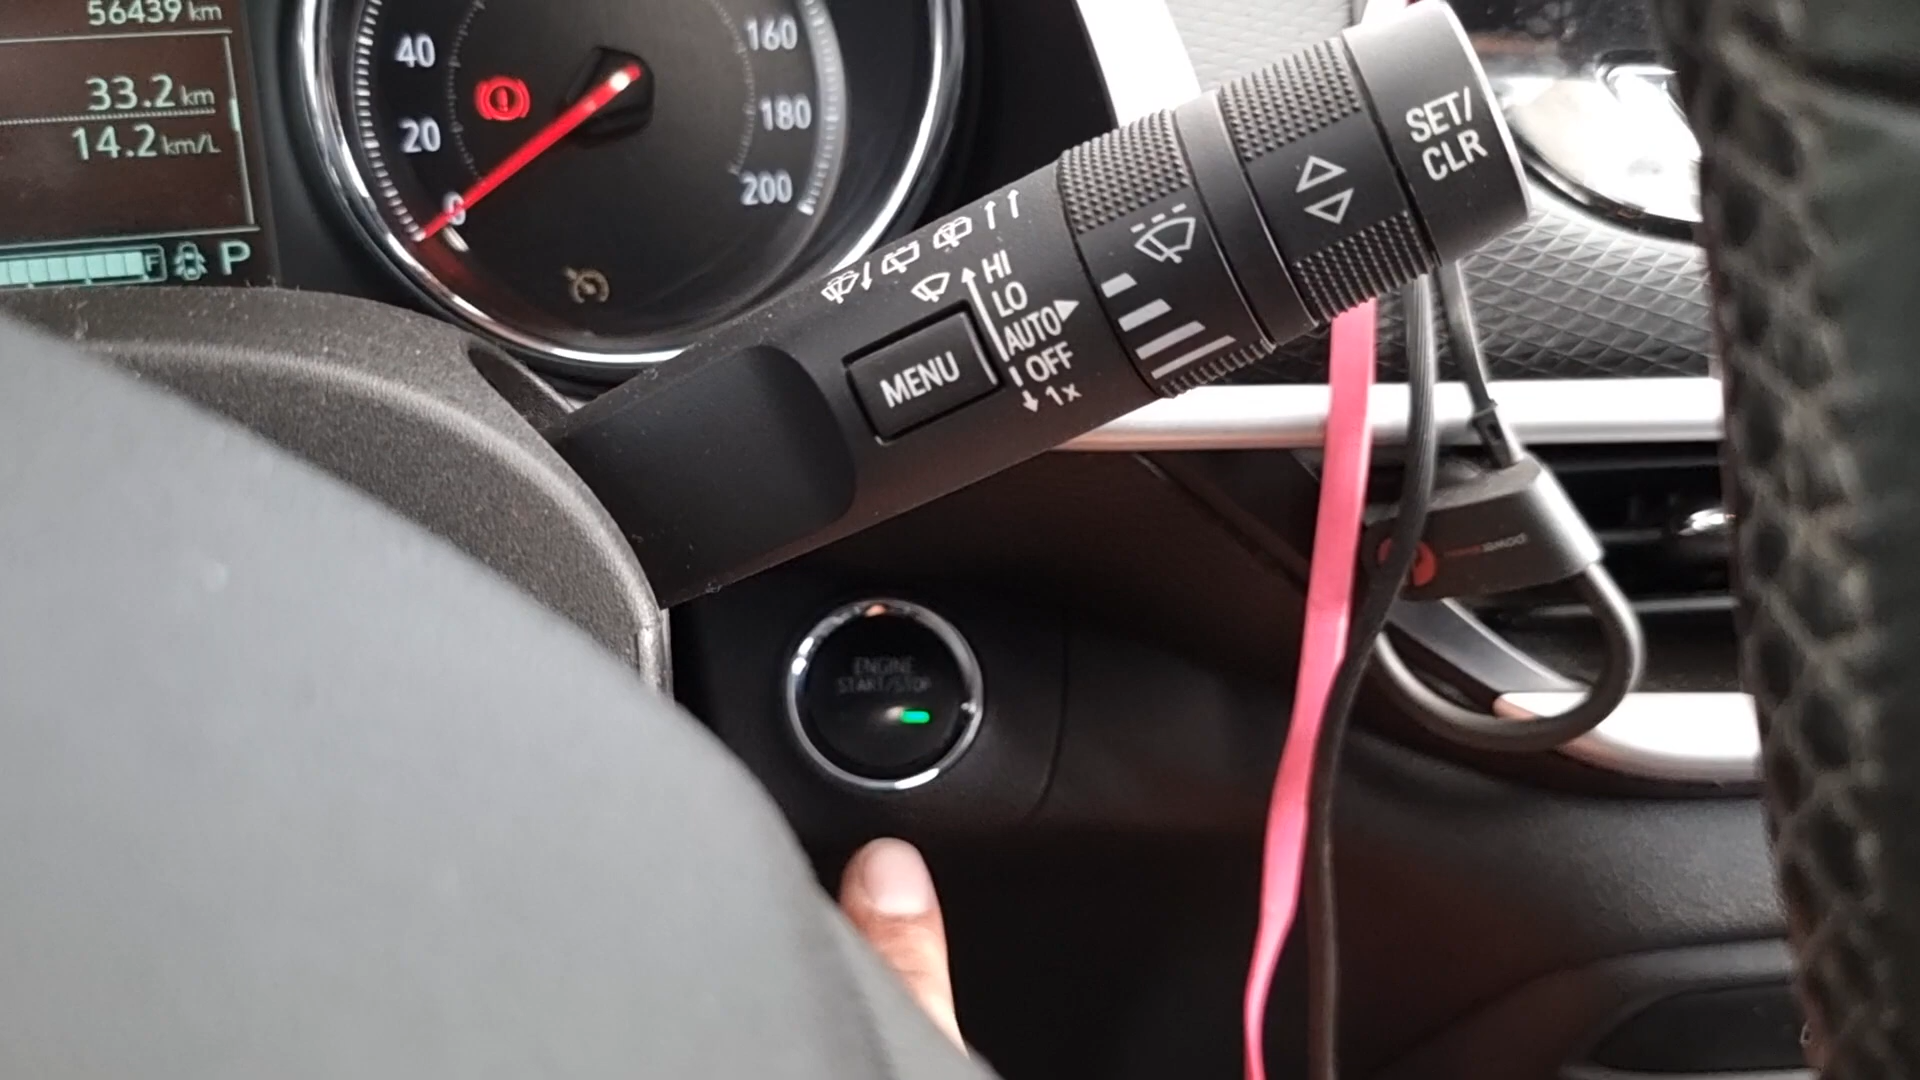 56439 km
33.2 km
14.2 km/L
F
P
40
20
0
160
180
200
MENU
HI
LO
AUTO
OFF
1x
SET/
CLR
ENGINE
START/STOP